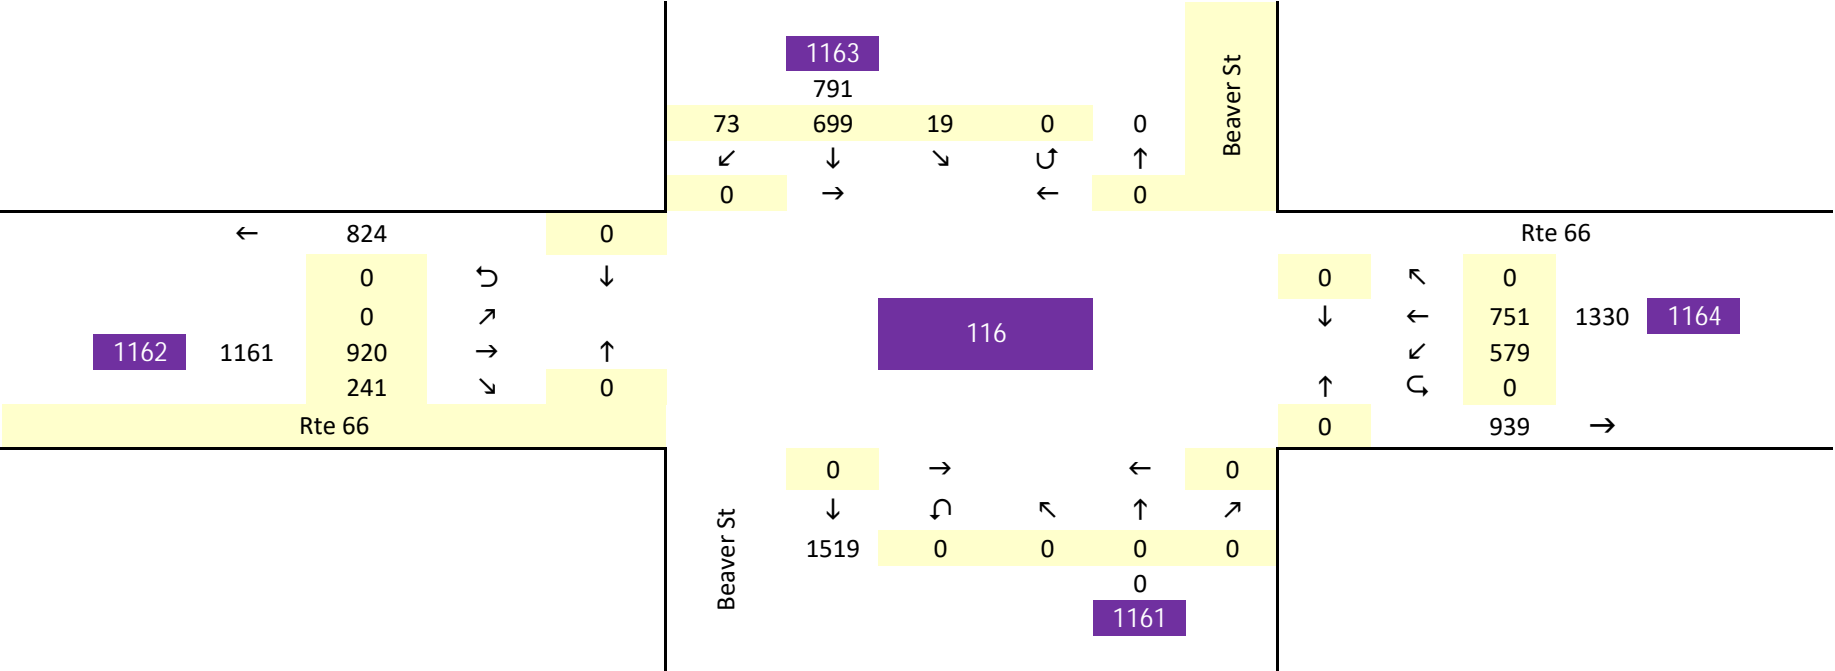 1163
791
73 699 19 0 0
↙ ↓ ↘ ⮍ ↑
0 → ← 0
Beaver St
← 824 0
0 ⮌ ↓
0 ↗
1162 1161 920 → ↑
241 ↘ 0
Rte 66
116
Rte 66
0 ↖ 0
↓ ← 751 1330 1164
↙ 579
↑ ⮎ 0
0 939 →
Beaver St
0 → ← 0
↓ ⮏ ↖ ↑ ↗
1519 0 0 0 0
0
1161